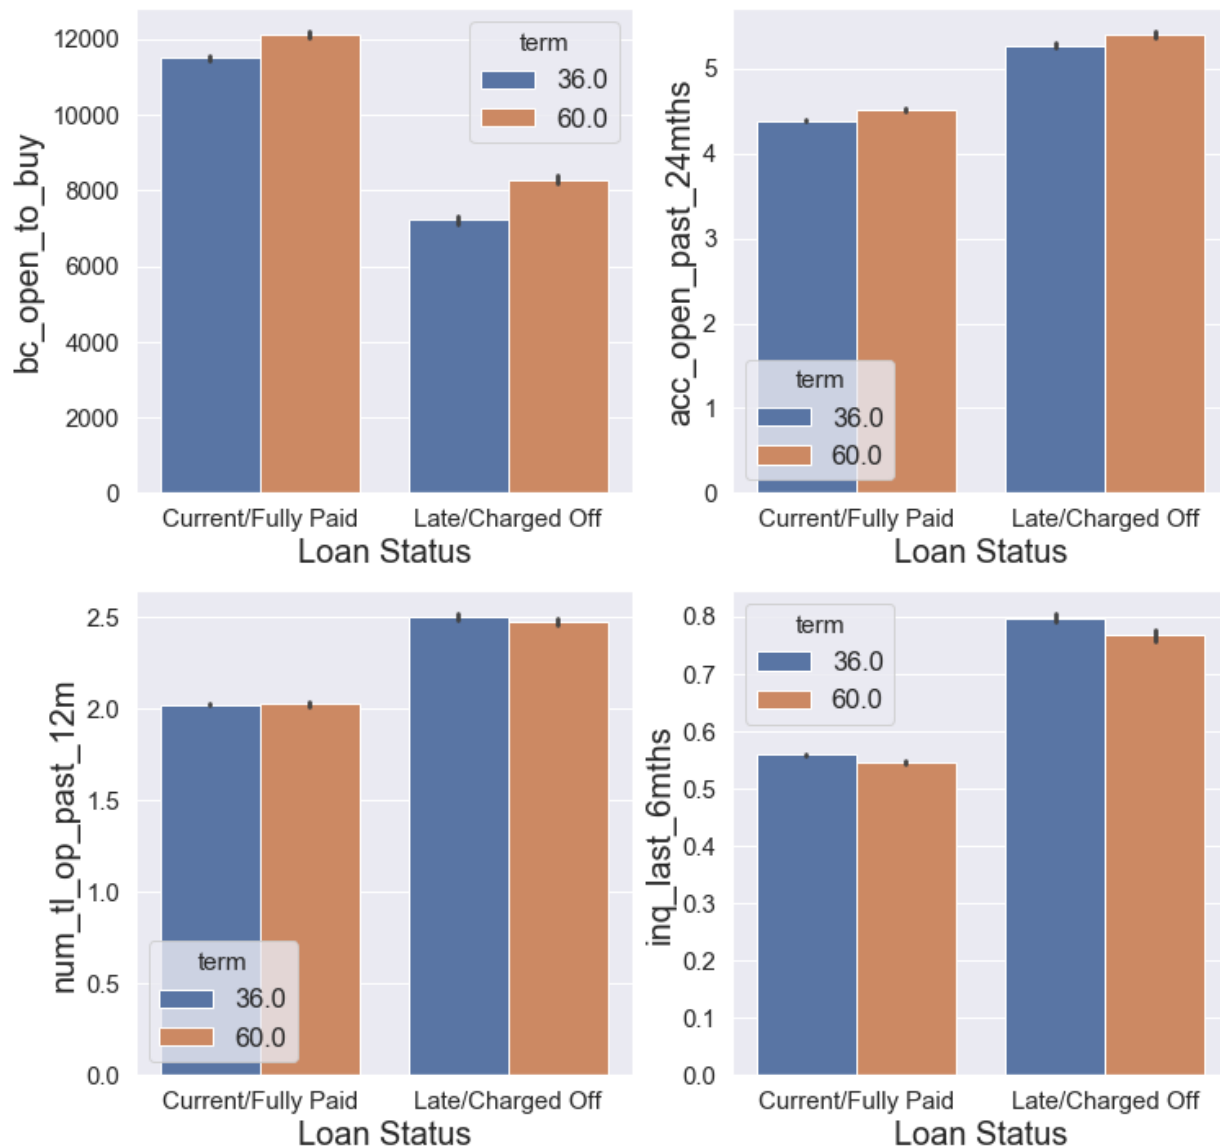 bc_open_to_buy
12000
10000
8000
6000
4000
2000
0
term
36.0
60.0
Current/Fully Paid
Late/Charged Off
Loan Status
acc_open_past_24mths
5
4
3
2
1
0
term
36.0
60.0
Current/Fully Paid
Late/Charged Off
Loan Status
num_tl_op_past_12m
2.5
2.0
1.5
1.0
0.5
0.0
term
36.0
60.0
Current/Fully Paid
Late/Charged Off
Loan Status
inq_last_6mths
0.8
0.7
0.6
0.5
0.4
0.3
0.2
0.1
0.0
term
36.0
60.0
Current/Fully Paid
Late/Charged Off
Loan Status